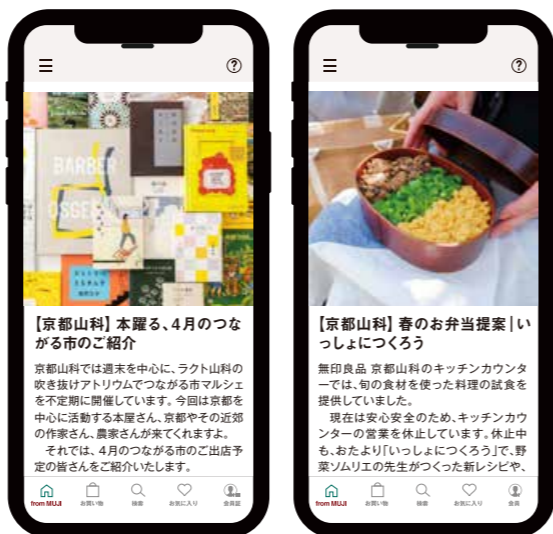 BARBER
OSGES
【京都山科】本躍る、4月のつな
がる市のご紹介
京都山科では週末を中心に、ラクト山科の
吹き抜けアトリウムでつながる市マルシェ
を不定期に開催しています。今回は京都を
中心に活動する本屋さん、京都やその近郊
の作家さん、農家さんが来てくれますよ。
それでは、4月のつながる市のご出店予
定の皆さんをご紹介いたします。
from MUJI
お買い物
検索
お気に入り
会員証
【京都山科】春のお弁当提案|い
っしょにつくろう
無印良品 京都山科のキッチンカウンタ
ーでは、旬の食材を使った料理の試食を
提供していました。
現在は安心安全のため、キッチンカウ
ンターの営業を休止しています。休止中
も、おたより「いっしょにつくろう」で、野
菜ソムリエの先生がつくった新レシピや、
from MUJI
お買い物
検索
お気に入り
会員